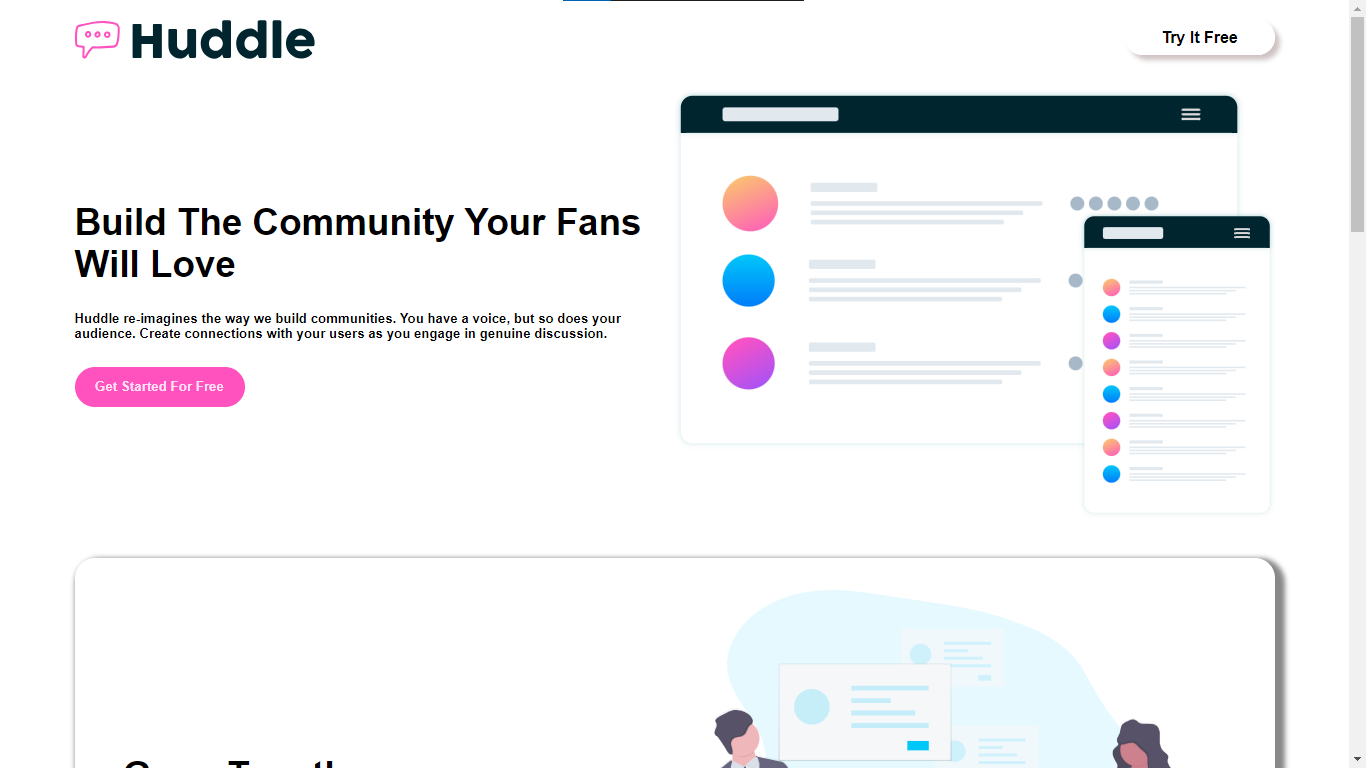 Huddle
Try It Free
Build The Community Your Fans
Will Love
Huddle re-imagines the way we build communities. You have a voice, but so does your
audience. Create connections with your users as you engage in genuine discussion.
Get Started For Free